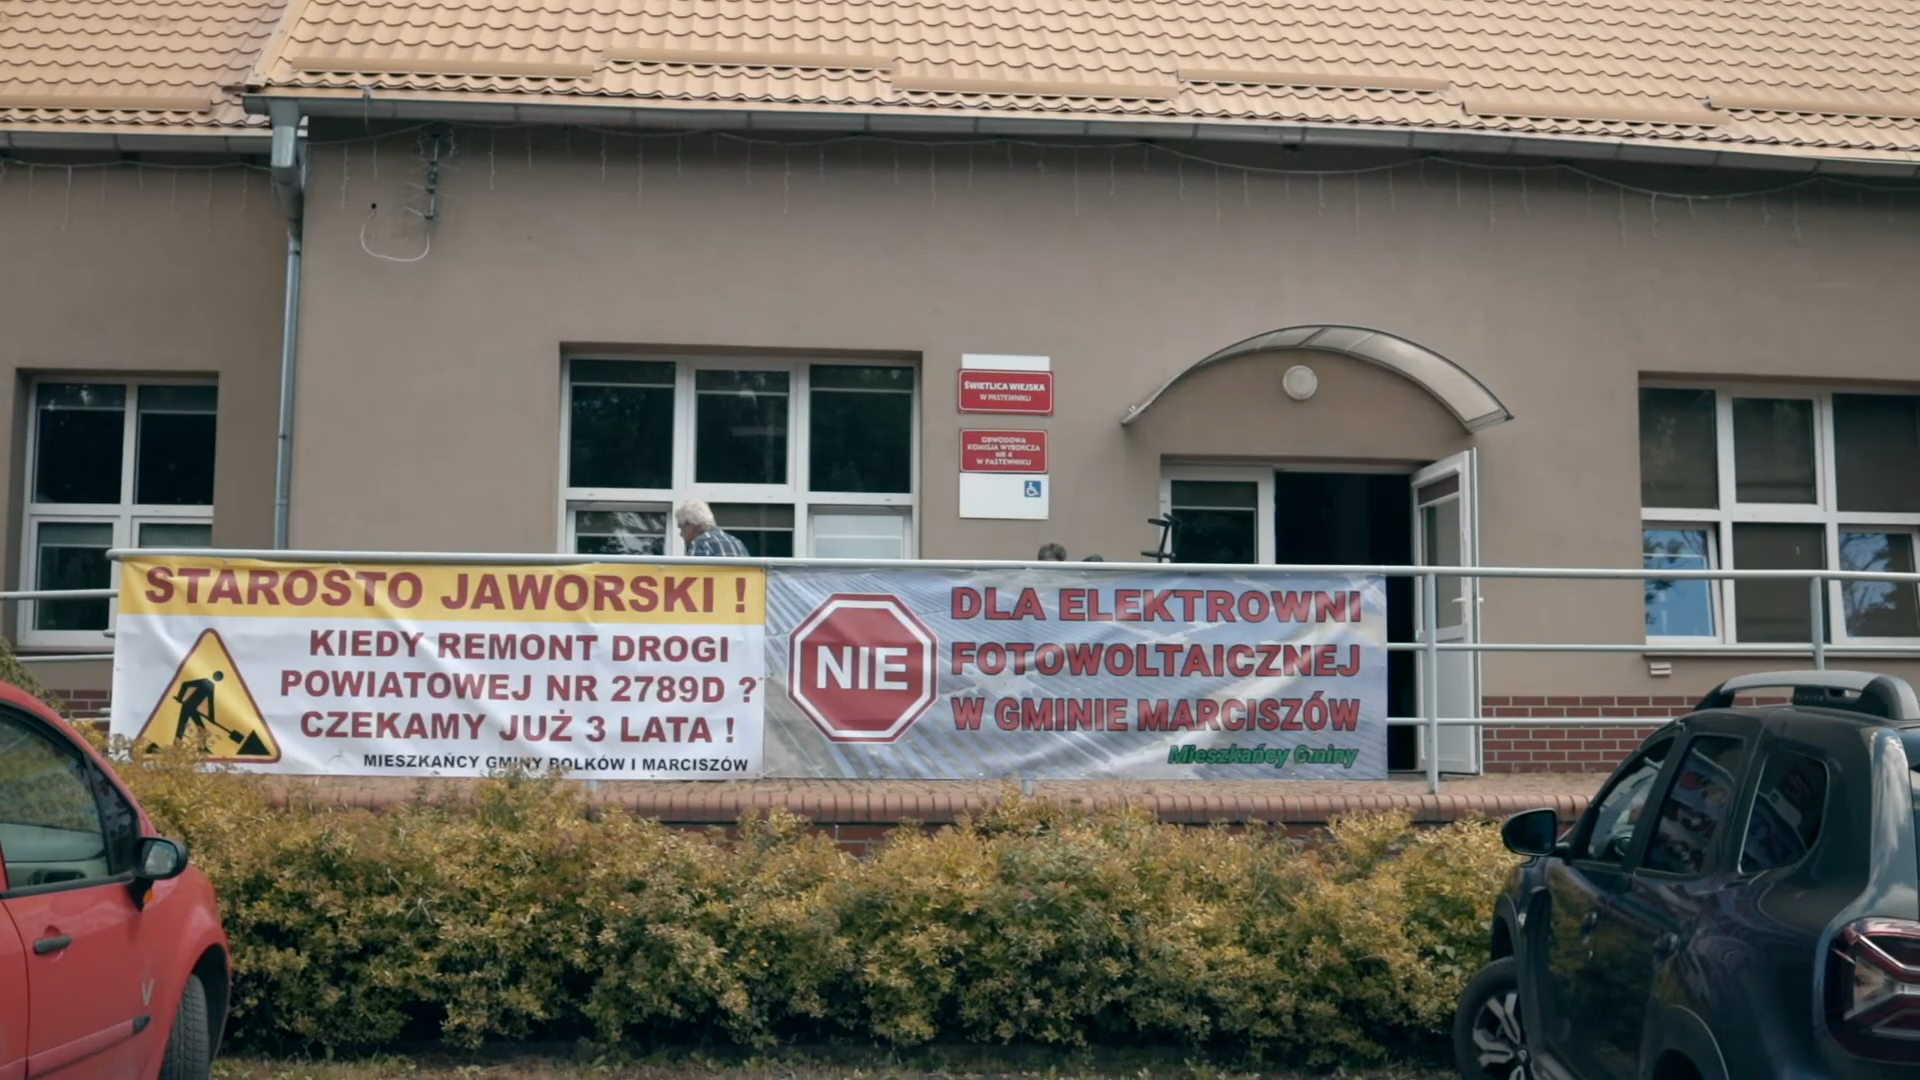 ŚWIETLICA WIEJSKA
W PASTEWNIKU
OBWODOWA
KOMISJA WYBORCZA
NR 4
W PASTEWNIKU
STAROSTO JAWORSKI !
KIEDY REMONT DROGI
POWIATOWEJ NR 2789D ?
CZEKAMY JUŻ 3 LATA !
MIESZKAŃCY GMINY BOLKÓW I MARCISZÓW
NIE
DLA ELEKTROWNI
FOTOWOLTAICZNEJ
W GMINIE MARCISZÓW
Mieszkańcy Gminy
DUSTER